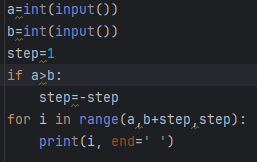 a=int(input())
b=int(input())
step=1
if a>b:
    step=-step
for i in range(a,b+step,step):
    print(i, end=' ')